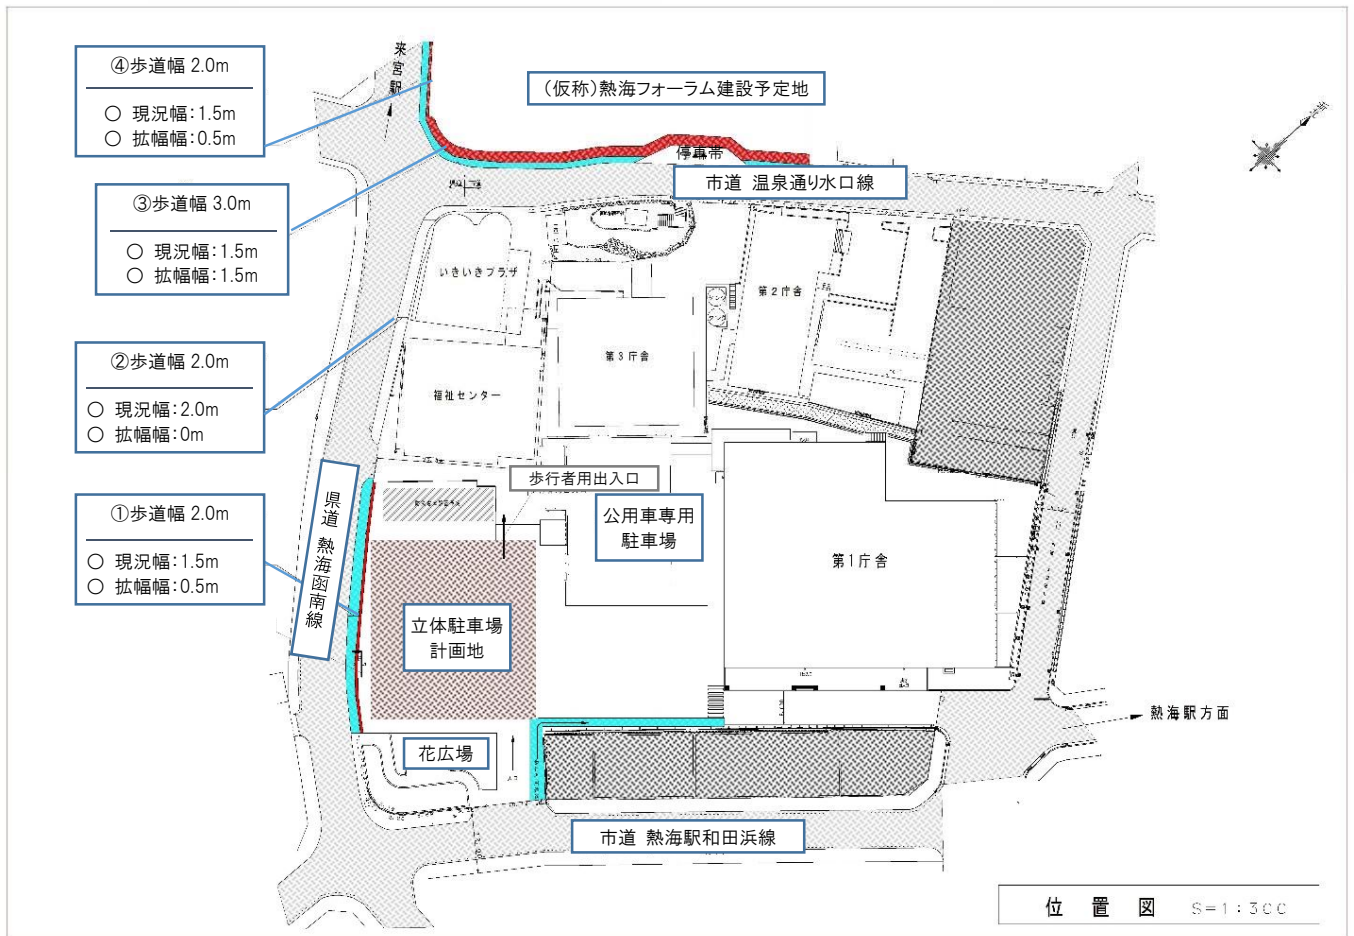 ④歩道幅 2.0m
○ 現況幅：1.5m
○ 拡幅幅：0.5m
来宮駅
（仮称）熱海フォーラム建設予定地
停車帯
市道 温泉通り水口線
③歩道幅 3.0m
○ 現況幅：1.5m
○ 拡幅幅：1.5m
いきいきプラザ
第2庁舎
②歩道幅 2.0m
○ 現況幅：2.0m
○ 拡幅幅：0m
第3庁舎
福祉センター
歩行者用出入口
①歩道幅 2.0m
○ 現況幅：1.5m
○ 拡幅幅：0.5m
県道 熱海函南線
公用車専用
駐車場
第1庁舎
立体駐車場
計画地
熱海駅方面
花広場
市道 熱海駅和田浜線
位置図 S=1:300